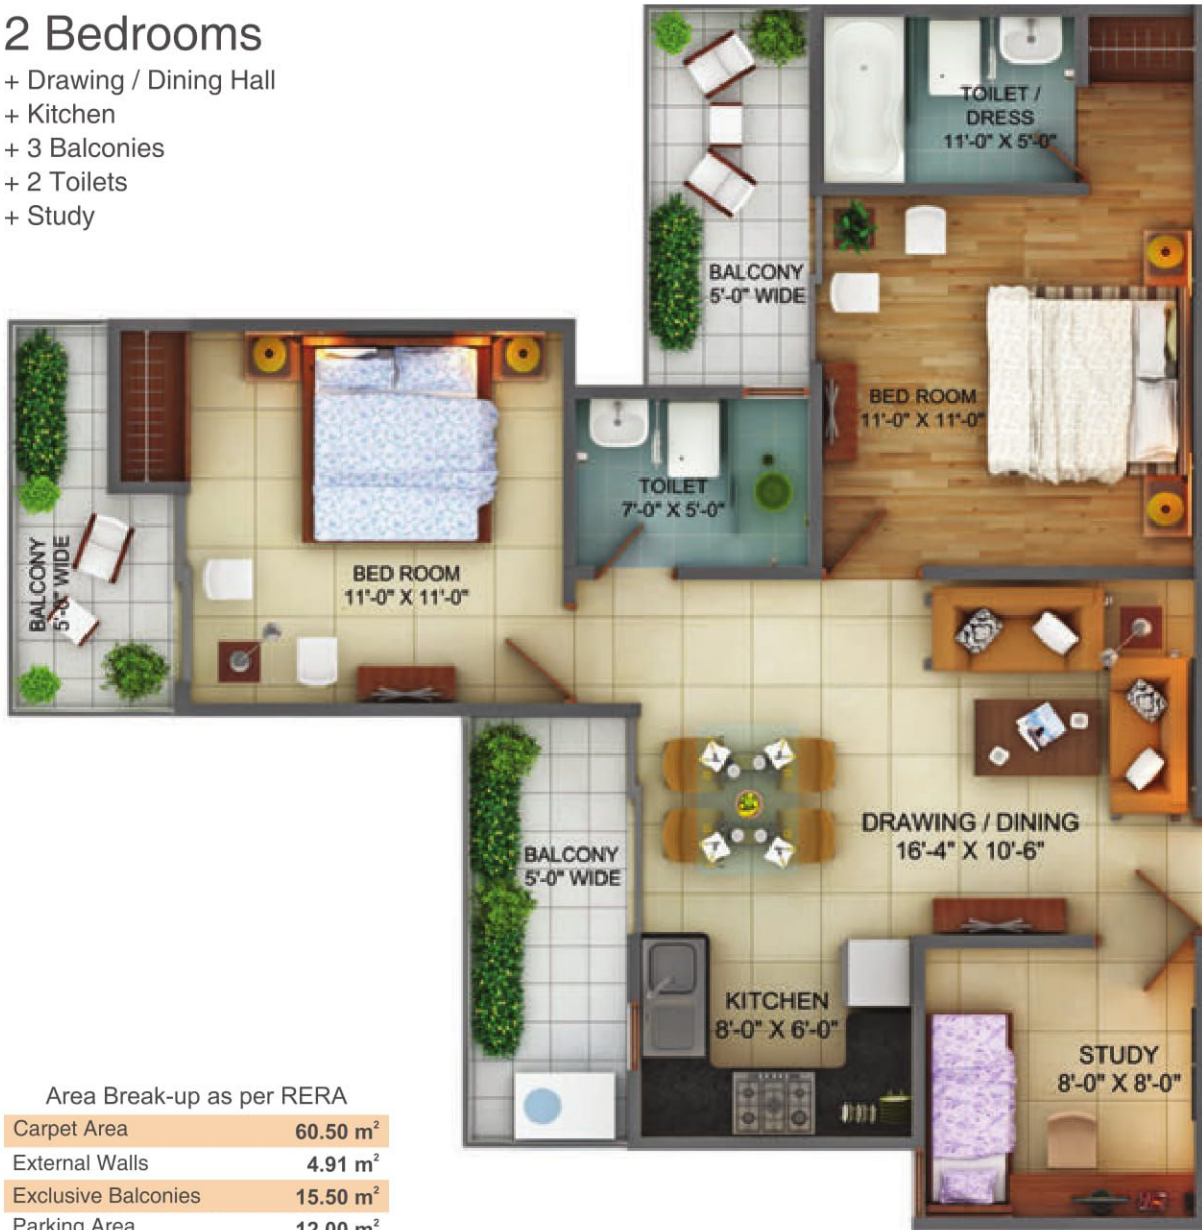 2 Bedrooms
+ Drawing / Dining Hall
+ Kitchen
+ 3 Balconies
+ 2 Toilets
+ Study
TOILET /
DRESS
11'-0" X 5'-0"
BALCONY
5'-0" WIDE
BED ROOM
11'-0" X 11'-0"
TOILET
7'-0" X 5'-0"
BALCONY
5'-0" WIDE
BED ROOM
11'-0" X 11'-0"
DRAWING / DINING
16'-4" X 10'-6"
BALCONY
5'-0" WIDE
KITCHEN
8'-0" X 6'-0"
STUDY
8'-0" X 8'-0"
Area Break-up as per RERA
Carpet Area 60.50 m²
External Walls 4.91 m²
Exclusive Balconies 15.50 m²
Parking Area 12.00 m²